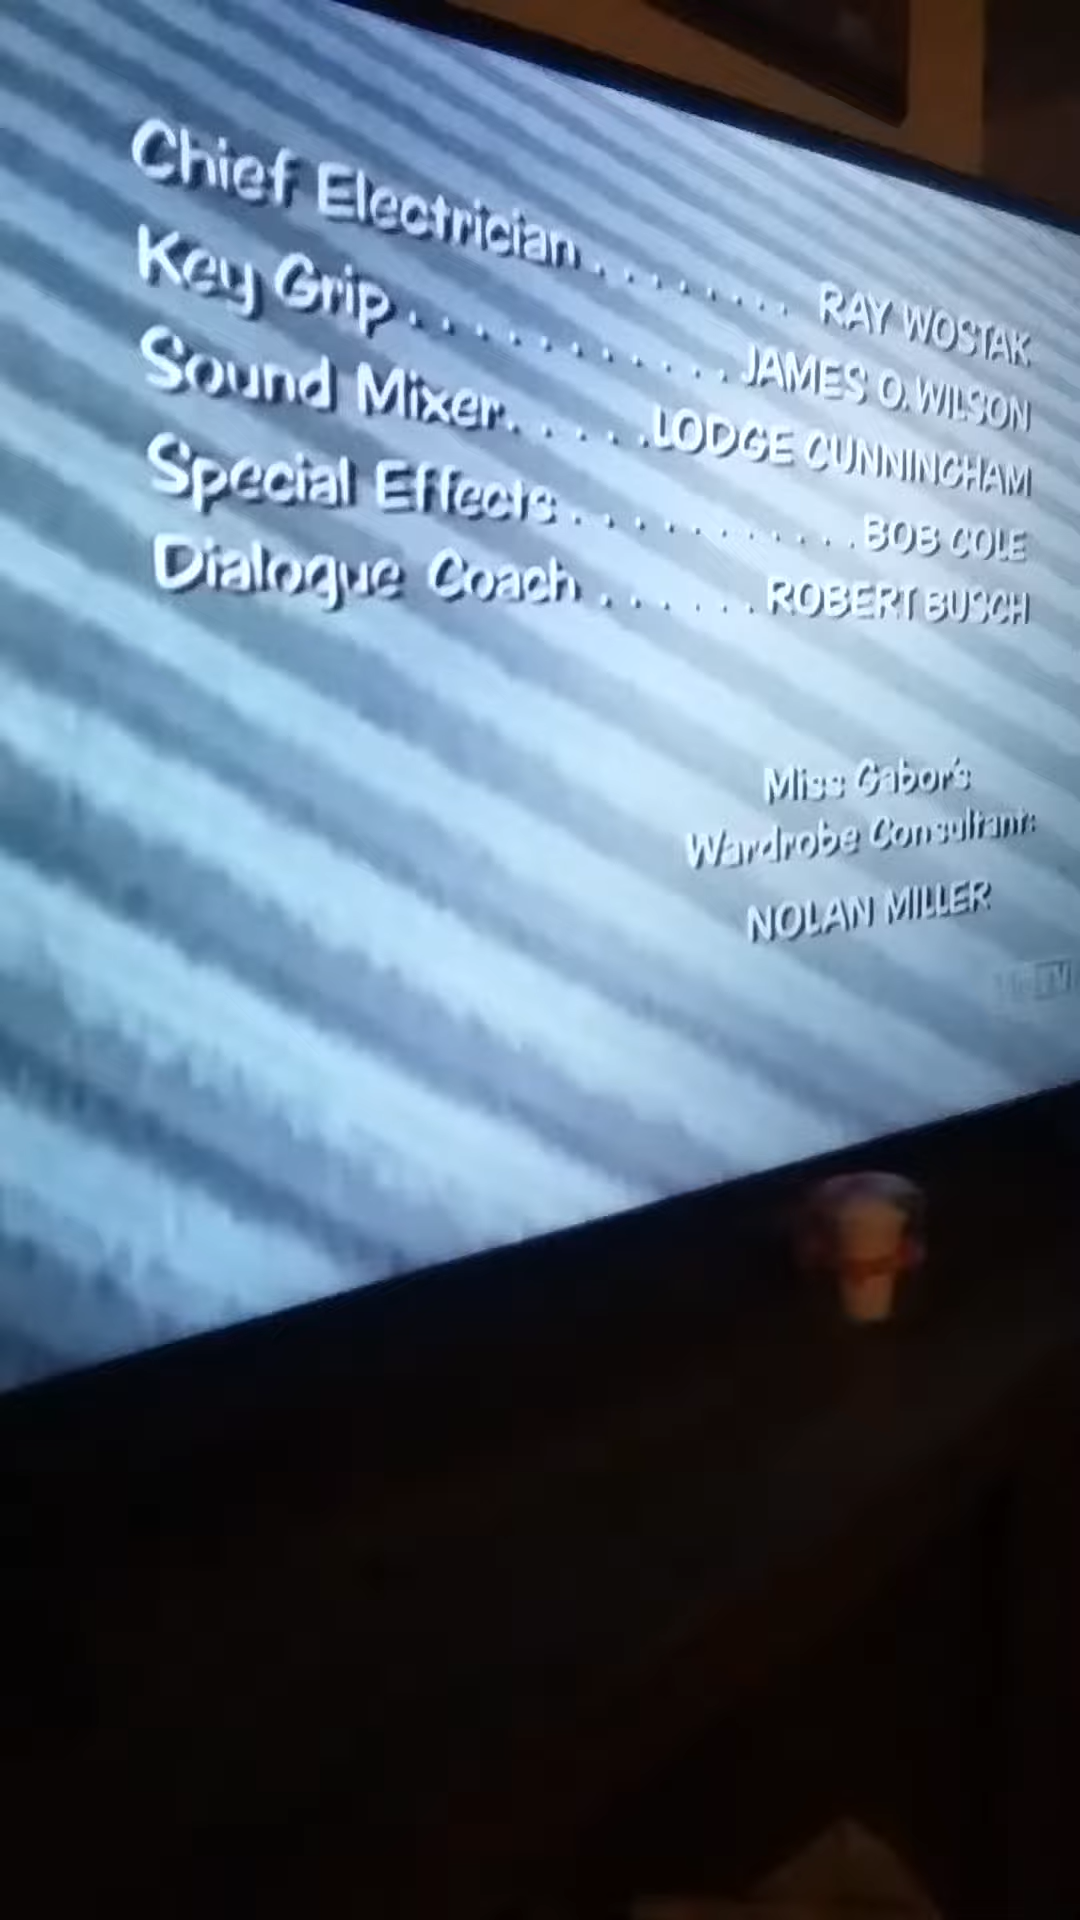 Chief Electrician........ RAY WOSTAK
Key Grip............JAMES O. WILSON
Sound Mixer......LODGE CUNNINGHAM
Special Effects...........BOB COLE
Dialogue Coach......ROBERT BUSCH
Miss Gabor's
Wardrobe Consultant:
NOLAN MILLER